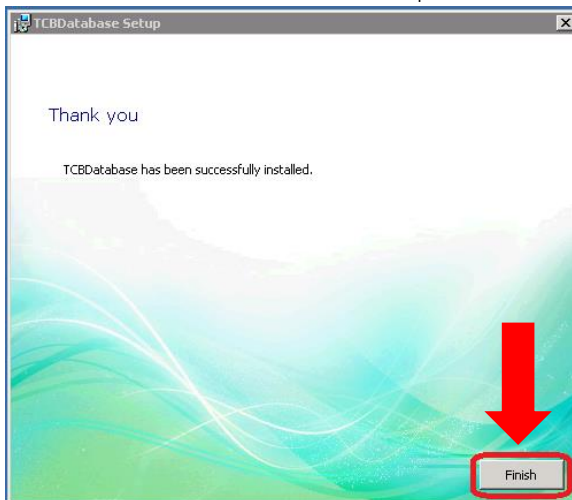 TCBDatabase Setup
Thank you
TCBDatabase has been successfully installed.
Finish